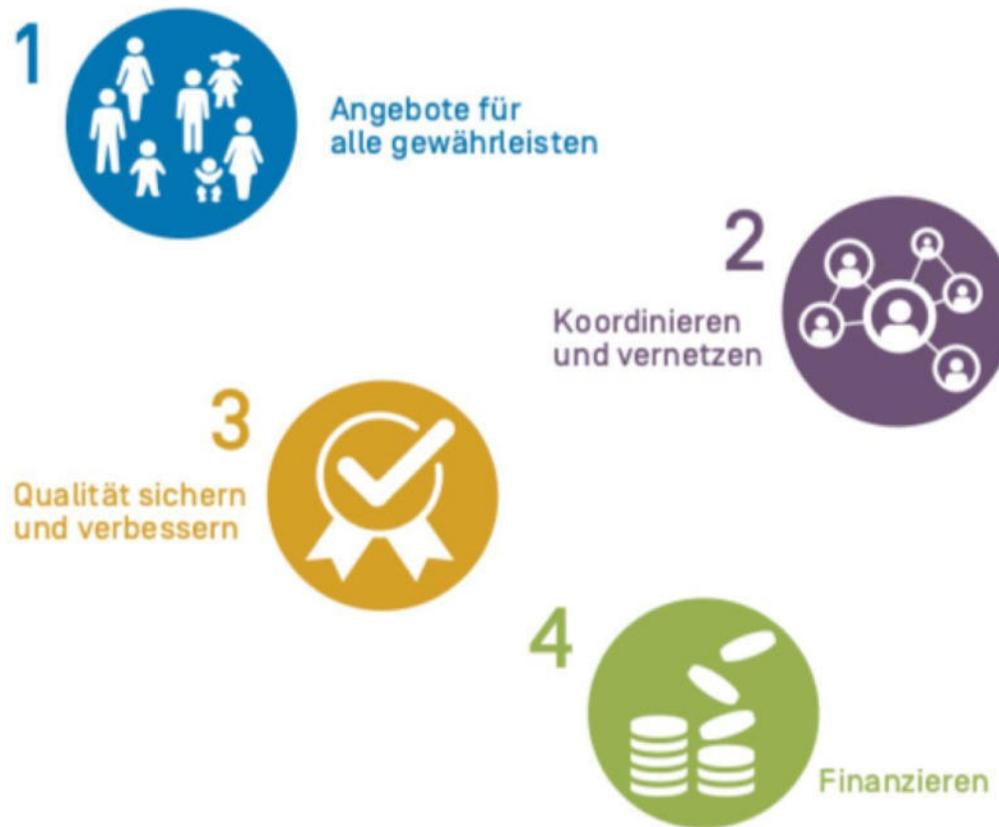 1
Angebote für
alle gewährleisten
2
Koordinieren
und vernetzen
3
Qualität sichern
und verbessern
4
Finanzieren